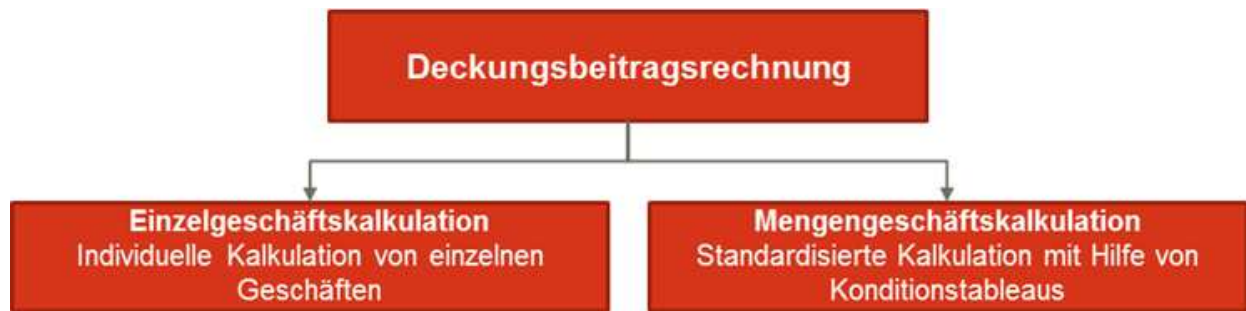 Deckungsbeitragsrechnung
Einzelgeschäftskalkulation
Individuelle Kalkulation von einzelnen
Geschäften
Mengengeschäftskalkulation
Standardisierte Kalkulation mit Hilfe von
Konditionstableaus